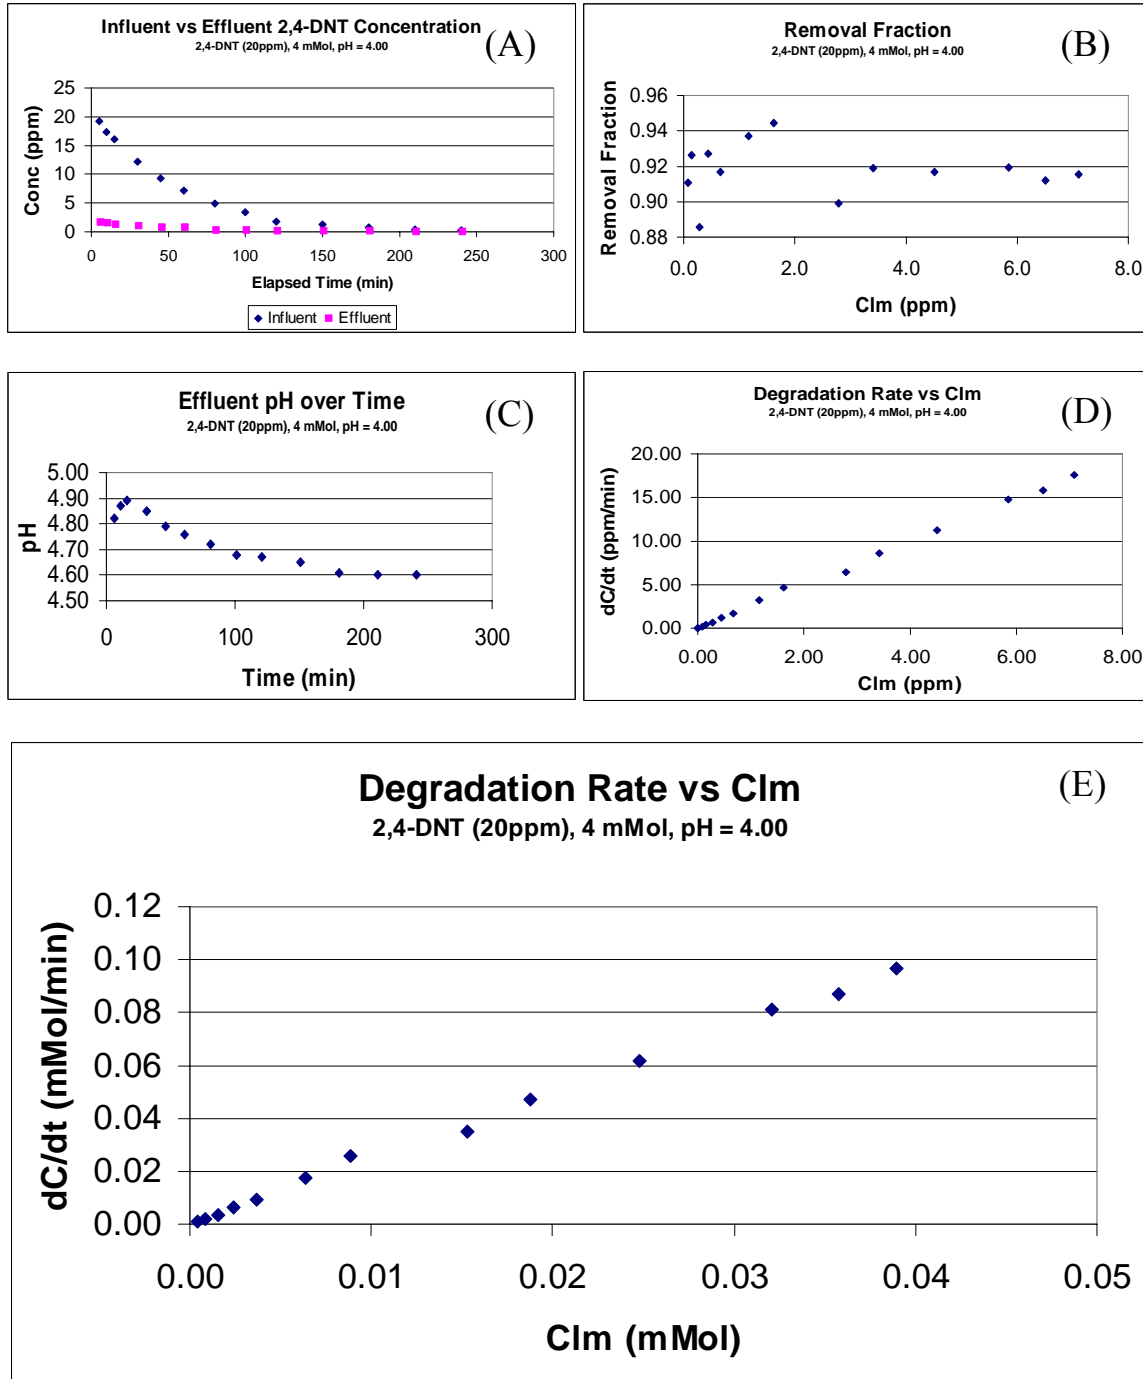 Influent vs Effluent 2,4-DNT Concentration
2,4-DNT (20ppm), 4 mMol, pH = 4.00
(A)
25
20
15
10
5
0
Conc (ppm)
0 50 100 150 200 250 300
Elapsed Time (min)
Influent Effluent
Removal Fraction
2,4-DNT (20ppm), 4 mMol, pH = 4.00
(B)
0.96
0.94
0.92
0.90
0.88
Removal Fraction
0.0 2.0 4.0 6.0 8.0
Clm (ppm)
Effluent pH over Time
2,4-DNT (20ppm), 4 mMol, pH = 4.00
(C)
5.00
4.90
4.80
4.70
4.60
4.50
pH
0 100 200 300
Time (min)
Degradation Rate vs Clm
2,4-DNT (20ppm), 4 mMol, pH = 4.00
(D)
20.00
15.00
10.00
5.00
0.00
dC/dt (ppm/min)
0.00 2.00 4.00 6.00 8.00
Clm (ppm)
Degradation Rate vs Clm
2,4-DNT (20ppm), 4 mMol, pH = 4.00
(E)
0.12
0.10
0.08
0.06
0.04
0.02
0.00
dC/dt (mMol/min)
0.00 0.01 0.02 0.03 0.04 0.05
Clm (mMol)